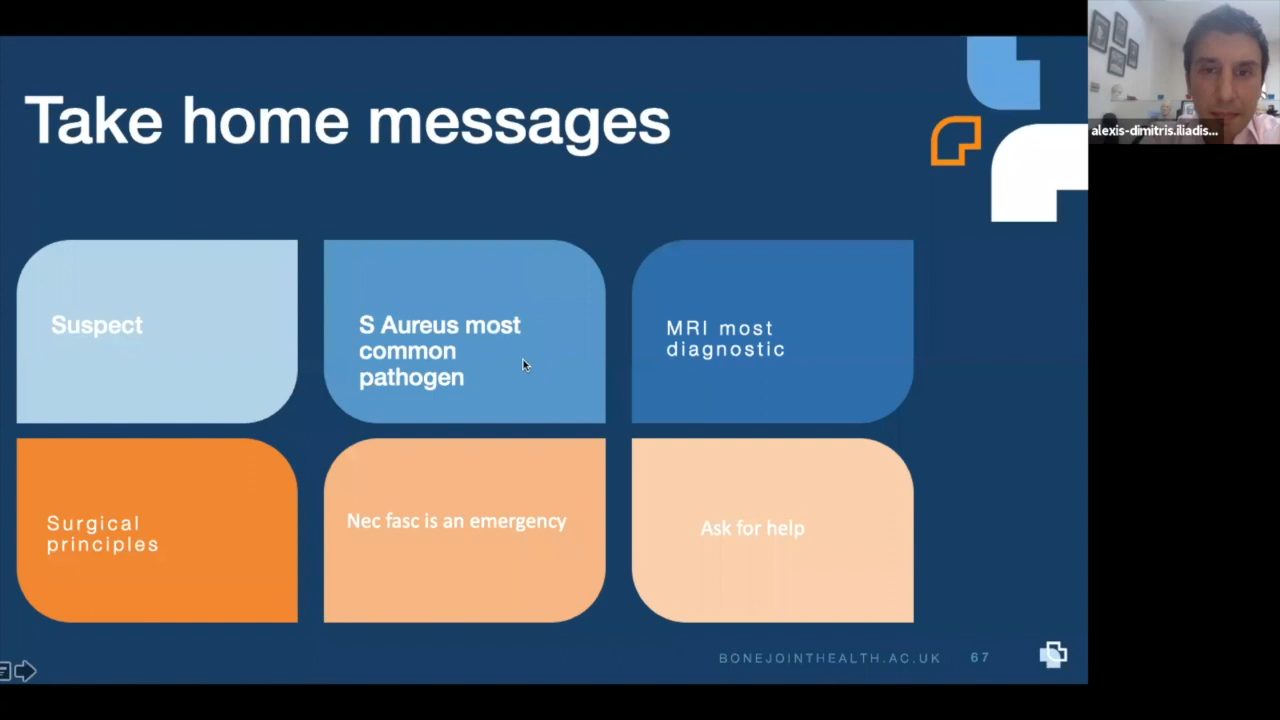 Take home messages
alexis-dimitris.iliadis...
Suspect
S Aureus most
common
pathogen
MRI most
diagnostic
Surgical
principles
Nec fasc is an emergency
Ask for help
BONEJOINTHEALTH.AC.UK 67